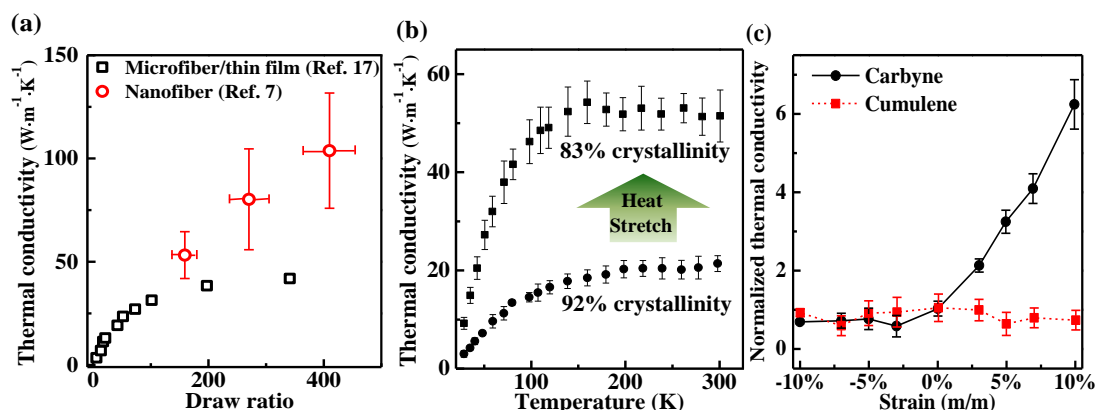 (a)
150
100
50
0
Thermal conductivity (W·m⁻¹·K⁻¹)
Microfiber/thin film (Ref. 17)
Nanofiber (Ref. 7)
0
200
400
Draw ratio
(b)
60
40
20
0
Thermal conductivity (W·m⁻¹·K⁻¹)
83% crystallinity
Heat
Stretch
92% crystallinity
100
200
300
Temperature (K)
(c)
6
4
2
0
Normalized thermal conductivity
Carbyne
Cumulene
-10%
-5%
0%
5%
10%
Strain (m/m)